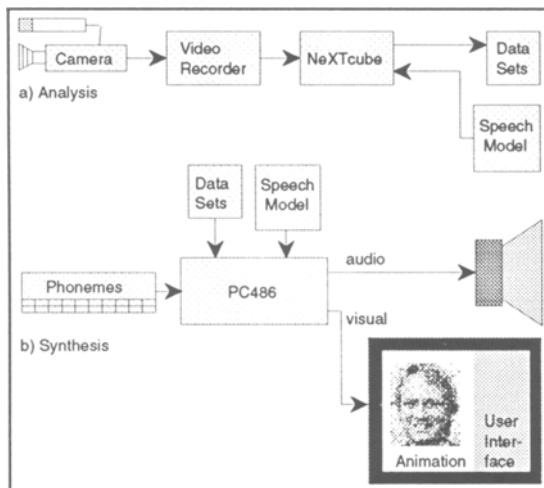 Camera
Video
Recorder
NeXTcube
Data
Sets
a) Analysis
Speech
Model
Data
Sets
Speech
Model
audio
Phonemes
PC486
visual
b) Synthesis
User
Inter-
face
Animation